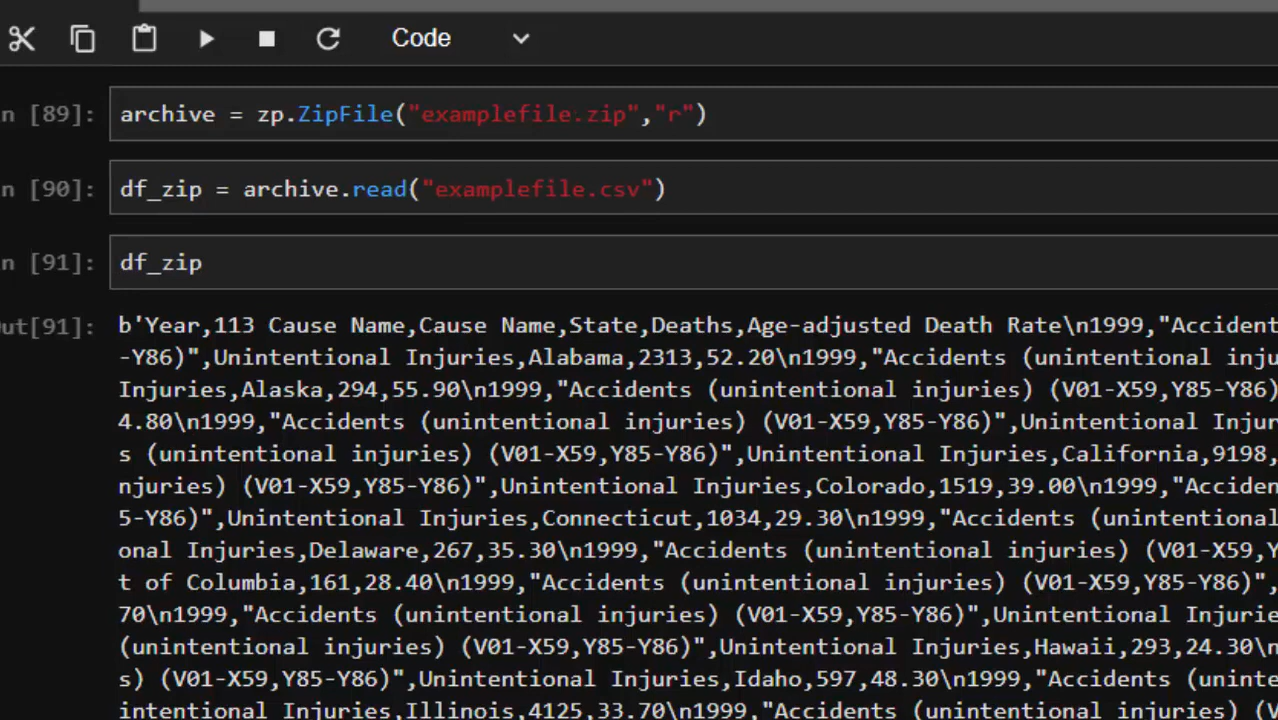 Code
n [89]: archive = zp.ZipFile("examplefile.zip","r")
n [90]: df_zip = archive.read("examplefile.csv")
n [91]: df_zip
ut[91]: b'Year,113 Cause Name,Cause Name,State,Deaths,Age-adjusted Death Rate\n1999,"Accident
-Y86)",Unintentional Injuries,Alabama,2313,52.20\n1999,"Accidents (unintentional inju
Injuries,Alaska,294,55.90\n1999,"Accidents (unintentional injuries) (V01-X59,Y85-Y86)
4.80\n1999,"Accidents (unintentional injuries) (V01-X59,Y85-Y86)",Unintentional Injur
s (unintentional injuries) (V01-X59,Y85-Y86)",Unintentional Injuries,California,9198,
njuries) (V01-X59,Y85-Y86)",Unintentional Injuries,Colorado,1519,39.00\n1999,"Acciden
5-Y86)",Unintentional Injuries,Connecticut,1034,29.30\n1999,"Accidents (unintentional
onal Injuries,Delaware,267,35.30\n1999,"Accidents (unintentional injuries) (V01-X59,Y
t of Columbia,161,28.40\n1999,"Accidents (unintentional injuries) (V01-X59,Y85-Y86)",
70\n1999,"Accidents (unintentional injuries) (V01-X59,Y85-Y86)",Unintentional Injurie
(unintentional injuries) (V01-X59,Y85-Y86)",Unintentional Injuries,Hawaii,293,24.30\n
s) (V01-X59,Y85-Y86)",Unintentional Injuries,Idaho,597,48.30\n1999,"Accidents (uninte
intentional Injuries,Illinois,4125,33.70\n1999,"Accidents (unintentional injuries) (V